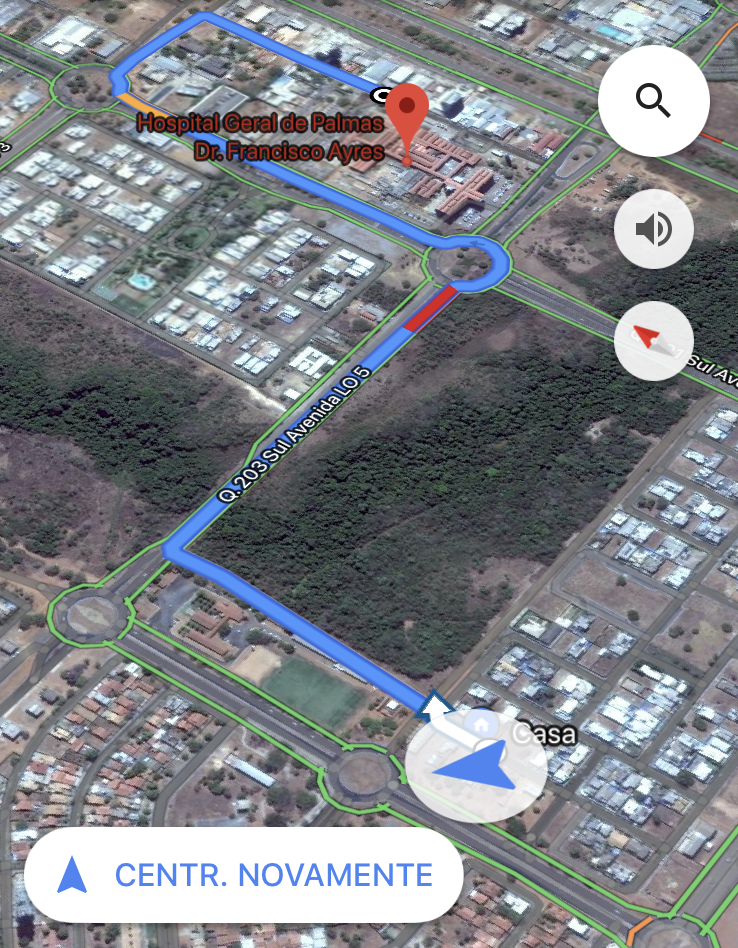 Hospital Geral de Palmas
Dr. Francisco Ayres
Sul Av
Q. 203 Sul Avenida LO 5
Casa
CENTR. NOVAMENTE